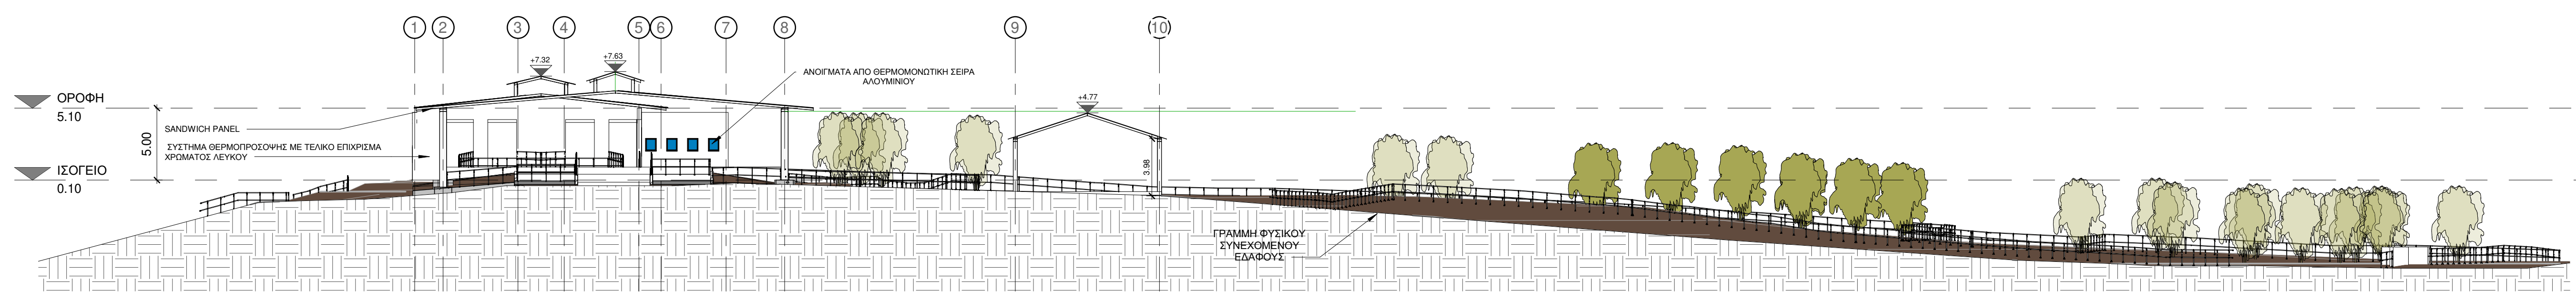 1 2 3 4 5 6 7 8 9 10
+7.32
+7.63
ΑΝΟΙΓΜΑΤΑ ΑΠΟ ΘΕΡΜΟΜΟΝΩΤΙΚΗ ΣΕΙΡΑ
ΑΛΟΥΜΙΝΙΟΥ
ΟΡΟΦΗ
5.10
+4.77
SANDWICH PANEL
5.00
ΣΥΣΤΗΜΑ ΘΕΡΜΟΠΡΟΣΟΨΗΣ ΜΕ ΤΕΛΙΚΟ ΕΠΙΧΡΙΣΜΑ
ΧΡΩΜΑΤΟΣ ΛΕΥΚΟΥ
ΙΣΟΓΕΙΟ
0.10
3.98
ΓΡΑΜΜΗ ΦΥΣΙΚΟΥ
ΣΥΝΕΧΟΜΕΝΟΥ
ΕΔΑΦΟΥΣ